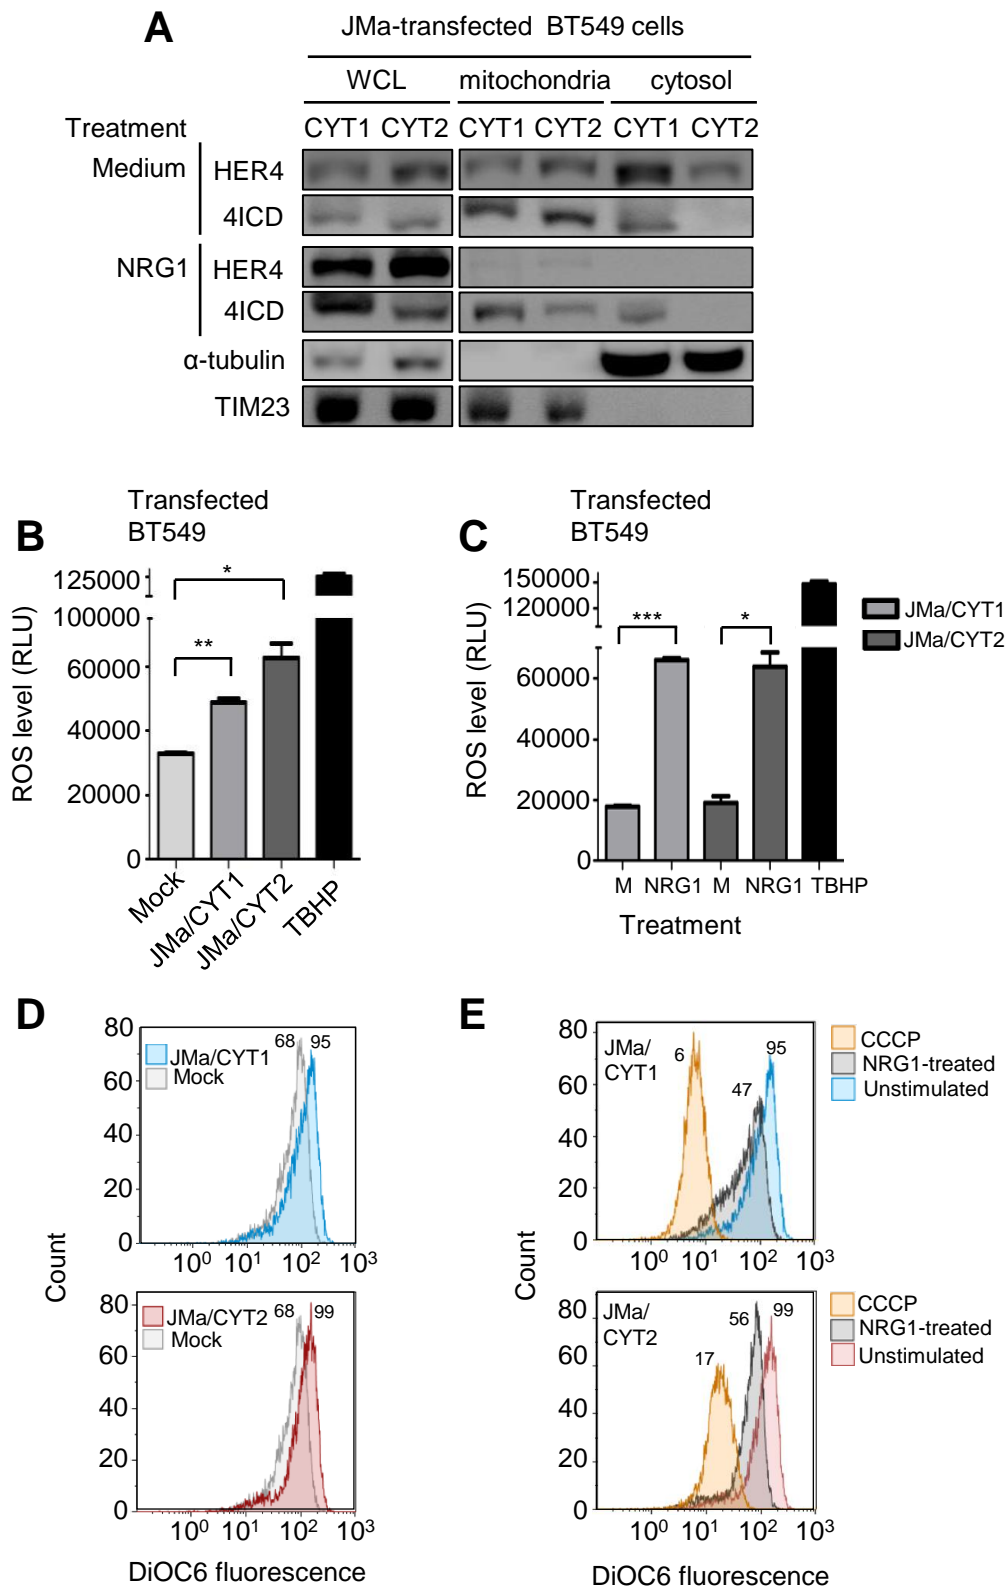 A
JMa-transfected BT549 cells
WCL mitochondria cytosol
Treatment CYT1 CYT2 CYT1 CYT2 CYT1 CYT2
Medium HER4
4ICD
NRG1 HER4
4ICD
α-tubulin
TIM23
B
Transfected
BT549
ROS level (RLU)
125000
100000
60000
40000
20000
0
*
**
Mock
JMa/CYT1
JMa/CYT2
TBHP
C
Transfected
BT549
ROS level (RLU)
150000
120000
60000
40000
20000
0
***
*
M NRG1 M NRG1 TBHP
Treatment
JMa/CYT1
JMa/CYT2
D
Count
80
60
40
20
0
JMa/CYT1
Mock
68 95
10⁰ 10¹ 10² 10³
80
60
40
20
0
JMa/CYT2
Mock
68 99
10⁰ 10¹ 10² 10³
DiOC6 fluorescence
E
Count
80
60
40
20
0
JMa/
CYT1
6 47 95
10⁰ 10¹ 10² 10³
CCCP
NRG1-treated
Unstimulated
80
60
40
20
0
JMa/
CYT2
17 56 99
10⁰ 10¹ 10² 10³
CCCP
NRG1-treated
Unstimulated
DiOC6 fluorescence